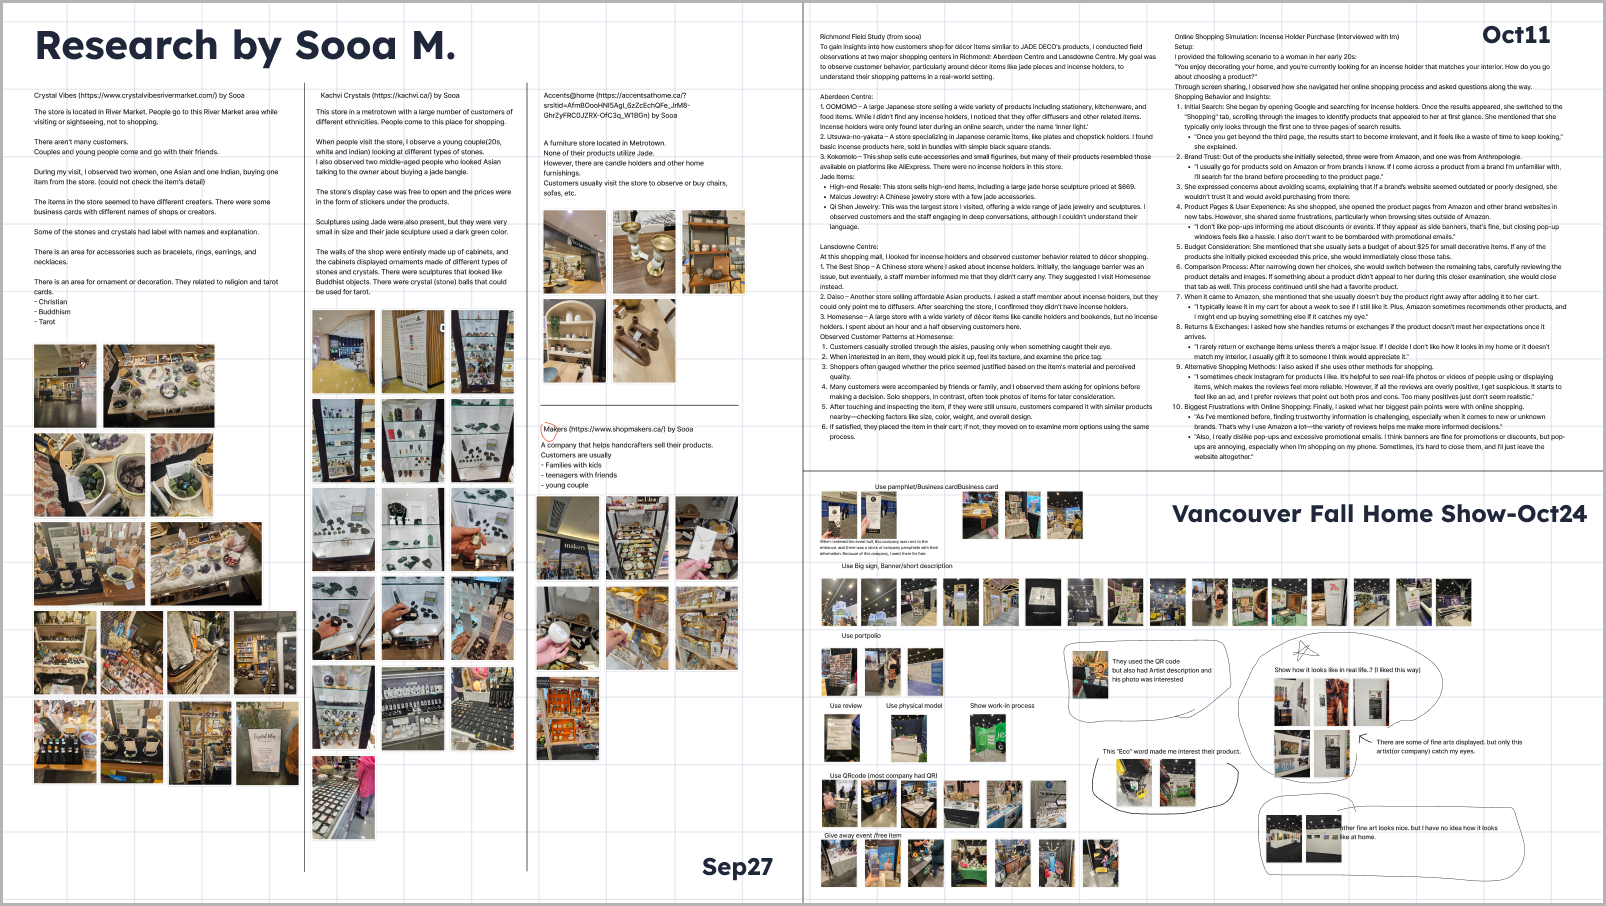 Research by Sooa M.
Crystal Vibes (https://www.crystalvibesrivermarket.com/) by Sooa
The store is located in River Market. People go to this River Market area while
visiting or sightseeing, not to shopping.
There aren't many customers.
Couples and young people come and go with their friends.
During my visit, I observed two women, one Asian and one Indian, buying one
item from the store. (could not check the item's detail)
The items in the store seemed to have different creaters. There were some
business cards with different names of shops or creators.
Some of the stones and crystals had label with names and explanation.
There is an area for accessories such as bracelets, rings, earrings, and
necklaces.
There is an area for ornament or decoration. They related to religion and tarot
cards.
- Christian
- Buddhism
- Tarot
Kachvi Crystals (https://kachvi.ca/) by Sooa
This store in a metrotown with a large number of customers of
different ethnicities. People come to this place for shopping.
When people visit the store, I observe a young couple(20s,
white and indian) looking at different types of stones.
I also observed two middle-aged people who looked Asian
talking to the owner about buying a jade bangle.
The store's display case was free to open and the prices were
in the form of stickers under the products.
Sculptures using Jade were also present, but they were very
small in size and their jade sculpture used a dark green color.
The walls of the shop were entirely made up of cabinets, and
the cabinets displayed ornaments made of different types of
stones and crystals. There were sculptures that looked like
Buddhist objects. There were crystal (stone) balls that could
be used for tarot.
Accents@home (https://accentsathome.ca/?
srsltid=AfmBOooHNI5AgI_6zZcEchQFe_JrM8-
GhrZyFRC0JZRX-OfC3q_W1BGn) by Sooa
A furniture store located in Metrotown.
None of their products utilize Jade.
However, there are candle holders and other home
furnishings.
Customers usually visit the store to observe or buy chairs,
sofas, etc.
Makers (https://www.shopmakers.ca/) by Sooa
A company that helps handcrafters sell their products.
Customers are usually
- Families with kids
- teenagers with friends
- young couple
makers
Sep27
Richmond Field Study (from sooa)
To gain insights into how customers shop for décor items similar to JADE DECO's products, I conducted field
observations at two major shopping centers in Richmond: Aberdeen Centre and Lansdowne Centre. My goal was
to observe customer behavior, particularly around décor items like jade pieces and incense holders, to
understand their shopping patterns in a real-world setting.
Aberdeen Centre:
1. OOMOMO – A large Japanese store selling a wide variety of products including stationery, kitchenware, and
food items. While I didn't find any incense holders, I noticed that they offer diffusers and other related items.
Incense holders were only found later during an online search, under the name 'Inner light.'
2. Utsuwa-no-yakata – A store specializing in Japanese ceramic items, like plates and chopstick holders. I found
basic incense products here, sold in bundles with simple black square stands.
3. Kokomo – This shop sells cute accessories and small figurines, but many of their products resembled those
available on platforms like AliExpress. There were no incense holders in this store.
Jade Items:
• High-end Resale: This store sells high-end items, including a large jade horse sculpture priced at $669.
• Malcus Jewelry: A Chinese jewelry store with a few jade accessories.
• Qi Shen Jewelry: This was the largest store I visited, offering a wide range of jade jewelry and sculptures. I
observed customers and the staff engaging in deep conversations, although I couldn't understand their
language.
Lansdowne Centre:
At this shopping mall, I looked for incense holders and observed customer behavior related to décor shopping.
1. The Best Shop – A Chinese store where I asked about incense holders. Initially, the language barrier was an
issue, but eventually, a staff member informed me that they didn't carry any. They suggested I visit Homesense
instead.
2. Daiso – Another store selling affordable Asian products. I asked a staff member about incense holders, but they
could only point me to diffusers. After searching the store, I confirmed they didn't have incense holders.
3. Homesense – A large store with a wide variety of décor items like candle holders and bookends, but no incense
holders. I spent about an hour and a half observing customers here.
Observed Customer Patterns at Homesense:
1. Customers casually strolled through the aisles, pausing only when something caught their eye.
2. When interested in an item, they would pick it up, feel its texture, and examine the price tag.
3. Shoppers often gauged whether the price seemed justified based on the item's material and perceived
quality.
4. Many customers were accompanied by friends or family, and I observed them asking for opinions before
making a decision. Solo shoppers, in contrast, often took photos of items for later consideration.
5. After touching and inspecting the item, if they were still unsure, customers compared it with similar products
nearby—checking factors like size, color, weight, and overall design.
6. If satisfied, they placed the item in their cart; if not, they moved on to examine more options using the same
process.
Oct11
Online Shopping Simulation: Incense Holder Purchase (Interviewed with Im)
Setup:
I provided the following scenario to a woman in her early 20s:
"You enjoy decorating your home, and you're currently looking for an incense holder that matches your interior. How do you go
about choosing a product?"
Through screen sharing, I observed how she navigated her online shopping process and asked questions along the way.
Shopping Behavior and Insights:
1. Initial Search: She began by opening Google and searching for incense holders. Once the results appeared, she switched to the
"Shopping" tab, scrolling through the images to identify products that appealed to her at first glance. She mentioned that she
typically only looks through the first one to three pages of search results.
• "Once you get beyond the third page, the results start to become irrelevant, and it feels like a waste of time to keep looking,"
she explained.
2. Brand Trust: Out of the products she initially selected, three were from Amazon, and one was from Anthropologie.
• "I usually go for products sold on Amazon or from brands I know. If I come across a product from a brand I'm unfamiliar with,
I'll search for the brand before proceeding to the product page."
3. She expressed concerns about avoiding scams, explaining that if a brand's website seemed outdated or poorly designed, she
wouldn't trust it and would avoid purchasing from there.
4. Product Pages & User Experience: As she shopped, she opened the product pages from Amazon and other brand websites in
new tabs. However, she shared some frustrations, particularly when browsing sites outside of Amazon.
• "I don't like pop-ups informing me about discounts or events. If they appear as side banners, that's fine, but closing pop-up
windows feels like a hassle. I also don't want to be bombarded with promotional emails."
5. Budget Consideration: She mentioned that she usually sets a budget of about $25 for small decorative items. If any of the
products she initially picked exceeded this price, she would immediately close those tabs.
6. Comparison Process: After narrowing down her choices, she would switch between the remaining tabs, carefully reviewing the
product details and images. If something about a product didn't appeal to her during this closer examination, she would close
that tab as well. This process continued until she had a favorite product.
7. When it came to Amazon, she mentioned that she usually doesn't buy the product right away after adding it to her cart.
• "I typically leave it in my cart for about a week to see if I still like it. Plus, Amazon sometimes recommends other products, and
I might end up buying something else if it catches my eye."
8. Returns & Exchanges: I asked how she handles returns or exchanges if the product doesn't meet her expectations once it
arrives.
• "I rarely return or exchange items unless there's a major issue. If I decide I don't like how it looks in my home or it doesn't
match my interior, I usually gift it to someone I think would appreciate it."
9. Alternative Shopping Methods: I also asked if she uses other methods for shopping.
• "I sometimes check Instagram for products I like. It's helpful to see real-life photos or videos of people using or displaying
items, which makes the reviews feel more reliable. However, if all the reviews are overly positive, I get suspicious. It starts to
feel like an ad, and I prefer reviews that point out both pros and cons. Too many positives just don't seem realistic."
10. Biggest Frustrations with Online Shopping: Finally, I asked what her biggest pain points were with online shopping.
• "As I've mentioned before, finding trustworthy information is challenging, especially when it comes to new or unknown
brands. That's why I use Amazon a lot—the variety of reviews helps me make more informed decisions."
• "Also, I really dislike pop-ups and excessive promotional emails. I think banners are fine for promotions or discounts, but pop-
ups are annoying, especially when I'm shopping on my phone. Sometimes, it's hard to close them, and I'll just leave the
website altogether."
Vancouver Fall Home Show-Oct24
Use pamphlet/Business cardBusiness card
When I entered the event hall, this company was next to the
entrance, and there was a stack of company pamphlets with their
information. Because of this company, I went there for free.
Use Big sign, Banner/short description
Use portpolio
They used the QR code
but also had Artist description and
his photo was interested
Show how it looks like in real life..? (I liked this way)
Use review
Use physical model
Show work-in process
There are some of fine arts displayed. but only this
artist(or company) catch my eyes.
This "Eco" word made me interest their product.
Use QRcode (most company had QR)
other fine art looks nice. but I have no idea how it looks
like at home.
Give away event /free item